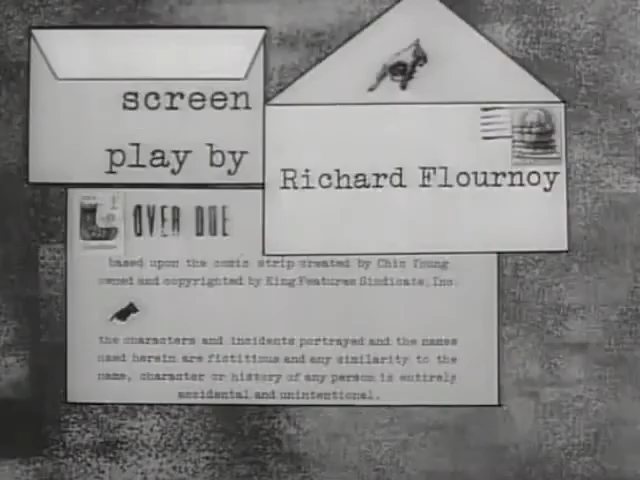 screen
play by
Richard Flournoy
OVER DUE
based upon the comic strip created by Chic Young
owned and copyrighted by King Features Sindicate, Inc.
the characters and incidents portrayed and the names
used herein are fictitious and any similarity to the
name, character or history of any person is entirely
accidental and unintentional.